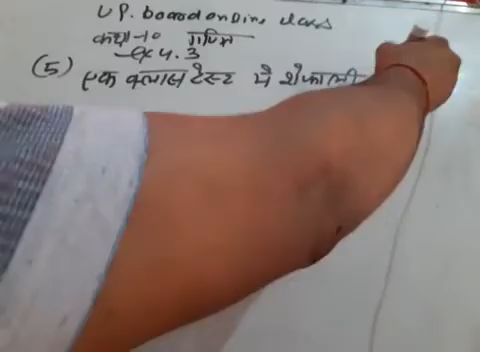 U.P. board online class
कक्षा-10 गणित
Ex 4.3
(5) एक क्लास टेस्ट में शेफाली